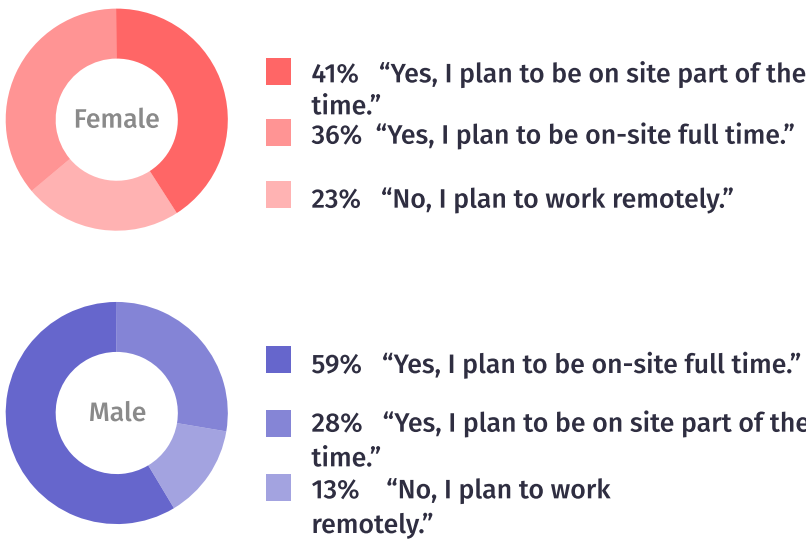 Female
41% “Yes, I plan to be on site part of the
time.”
36% “Yes, I plan to be on-site full time.”
23% “No, I plan to work remotely.”
Male
59% “Yes, I plan to be on-site full time.”
28% “Yes, I plan to be on site part of the
time.”
13% “No, I plan to work
remotely.”